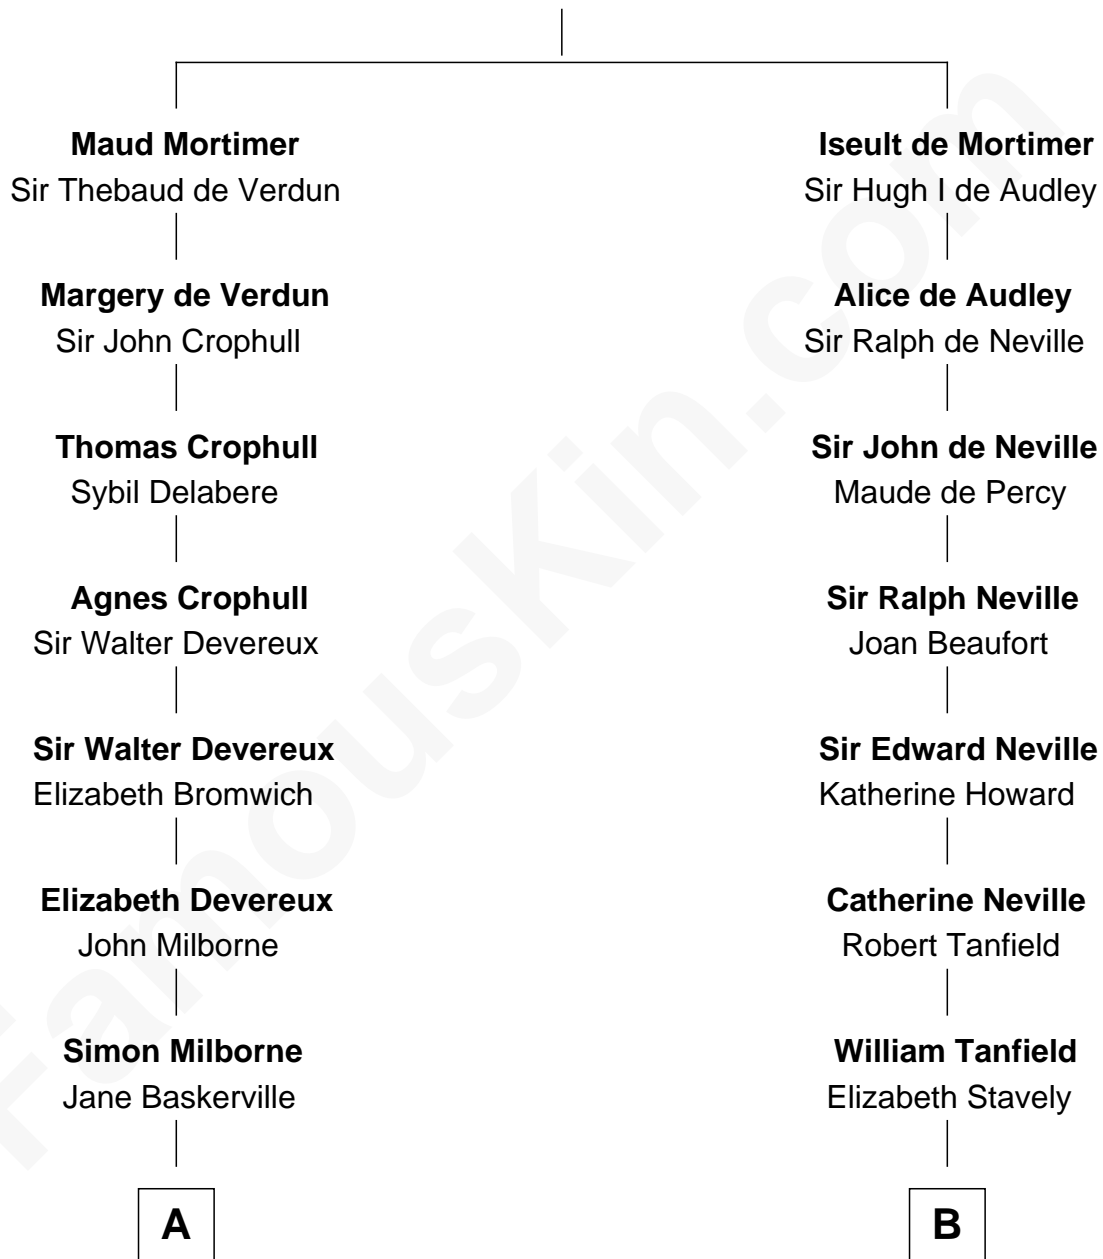 Maud Mortimer
Sir Thebaud de Verdun
Margery de Verdun
Sir John Crophull
Thomas Crophull
Sybil Delabere
Agnes Crophull
Sir Walter Devereux
Sir Walter Devereux
Elizabeth Bromwich
Elizabeth Devereux
John Milborne
Simon Milborne
Jane Baskerville
A
Iseult de Mortimer
Sir Hugh I de Audley
Alice de Audley
Sir Ralph de Neville
Sir John de Neville
Maude de Percy
Sir Ralph Neville
Joan Beaufort
Sir Edward Neville
Katherine Howard
Catherine Neville
Robert Tanfield
William Tanfield
Elizabeth Stavely
B
FamousKin.com